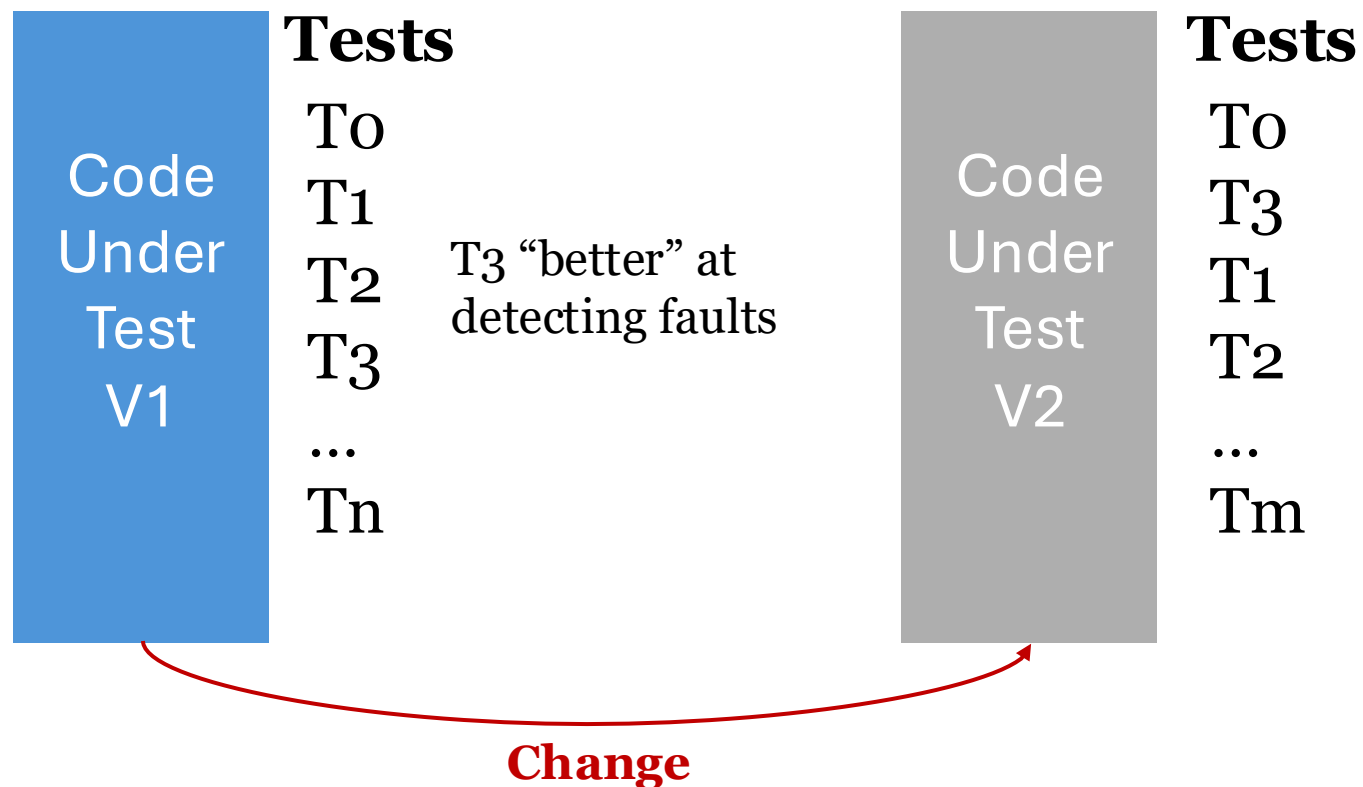 Code
Under
Test
V1
Tests
T0
T1
T2
T3
...
Tn
T3 “better” at
detecting faults
Code
Under
Test
V2
Tests
T0
T3
T1
T2
...
Tm
Change